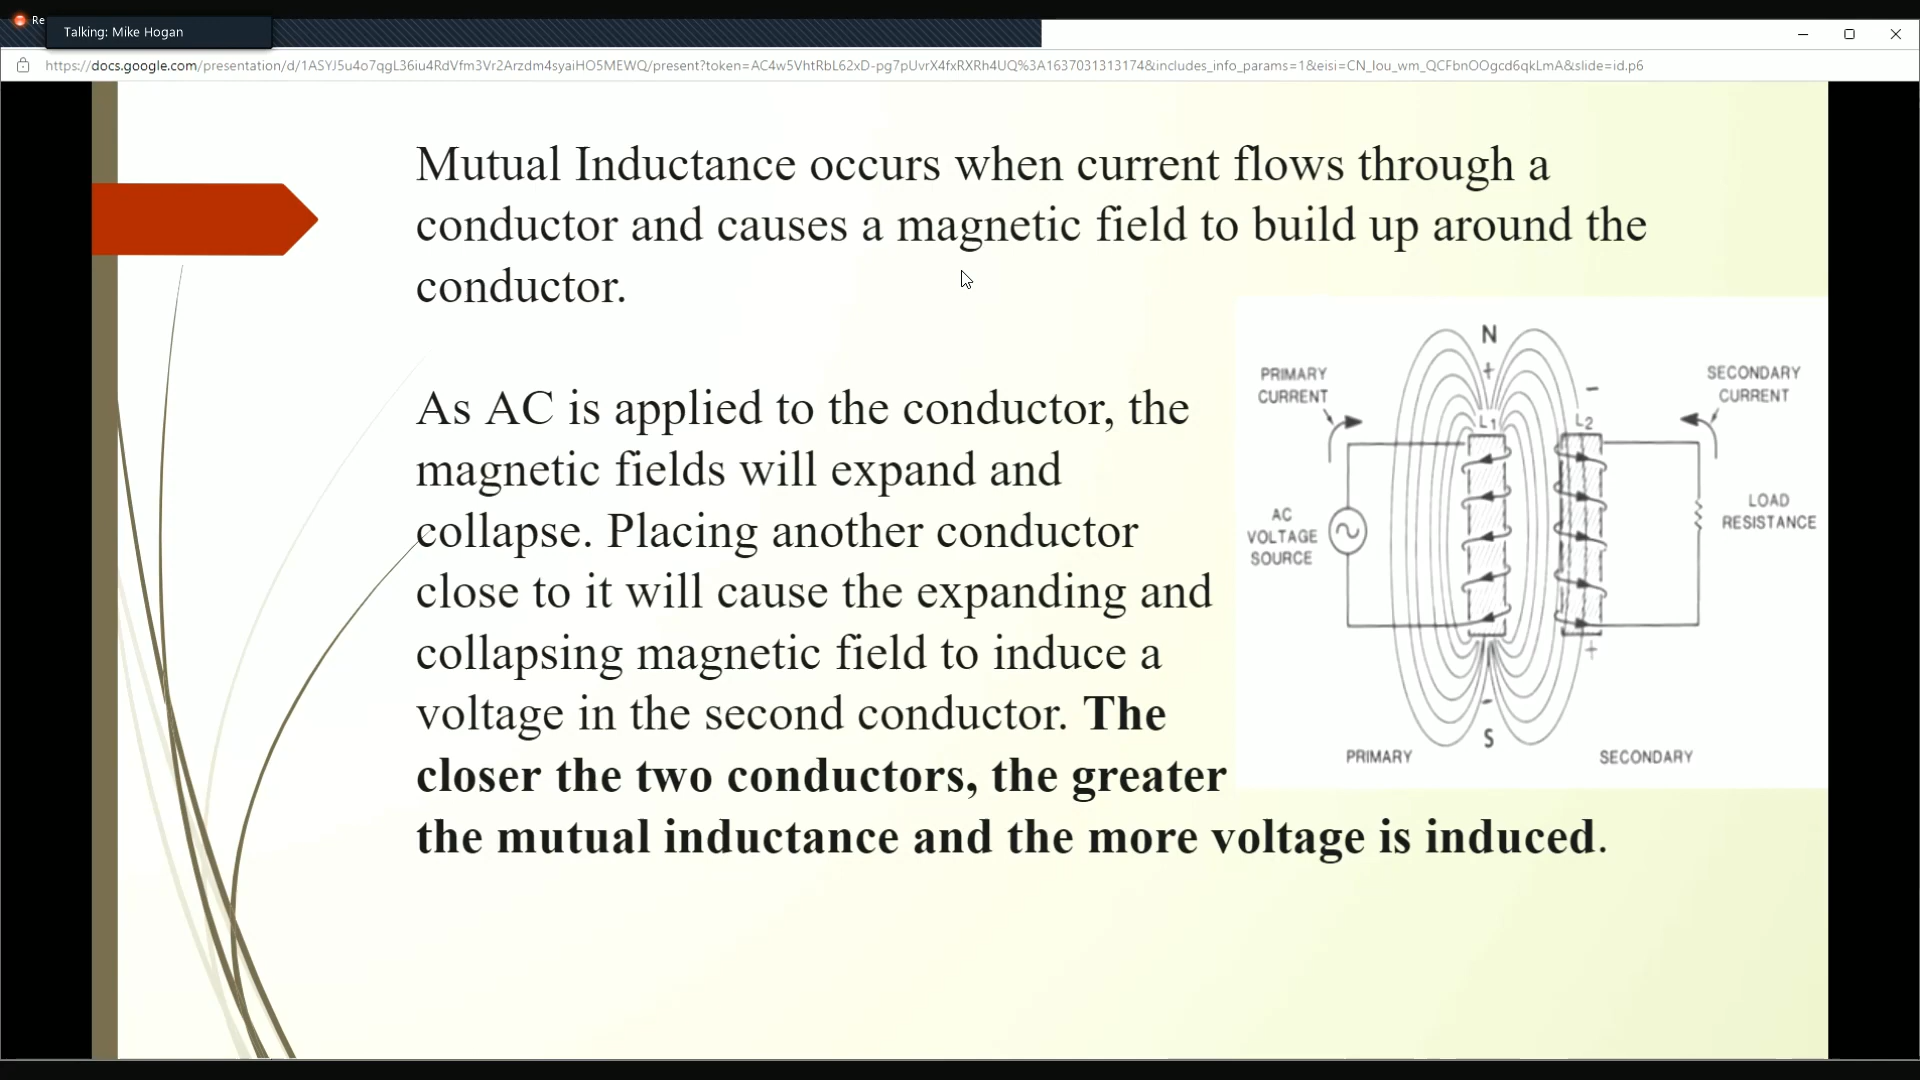 Re
Talking: Mike Hogan
https://docs.google.com/presentation/d/1ASYJ5u4o7qgL36iu4RdVfm3Vr2Arzdm4syaiHO5MEWQ/present?token=AC4w5VhtRbL62xD-pg7pUvrX4fxRXRh4UQ%3A1637031313174&includes_info_params=1&eisi=CN_lou_wm_QCFbnOOgcd6qkLmA&slide=id.p6
Mutual Inductance occurs when current flows through a
conductor and causes a magnetic field to build up around the
conductor.
As AC is applied to the conductor, the
magnetic fields will expand and
collapse. Placing another conductor
close to it will cause the expanding and
collapsing magnetic field to induce a
voltage in the second conductor. The
closer the two conductors, the greater
the mutual inductance and the more voltage is induced.
N
+
-
PRIMARY
CURRENT
SECONDARY
CURRENT
L1
L2
AC
VOLTAGE
SOURCE
LOAD
RESISTANCE
+
-
S
PRIMARY
SECONDARY